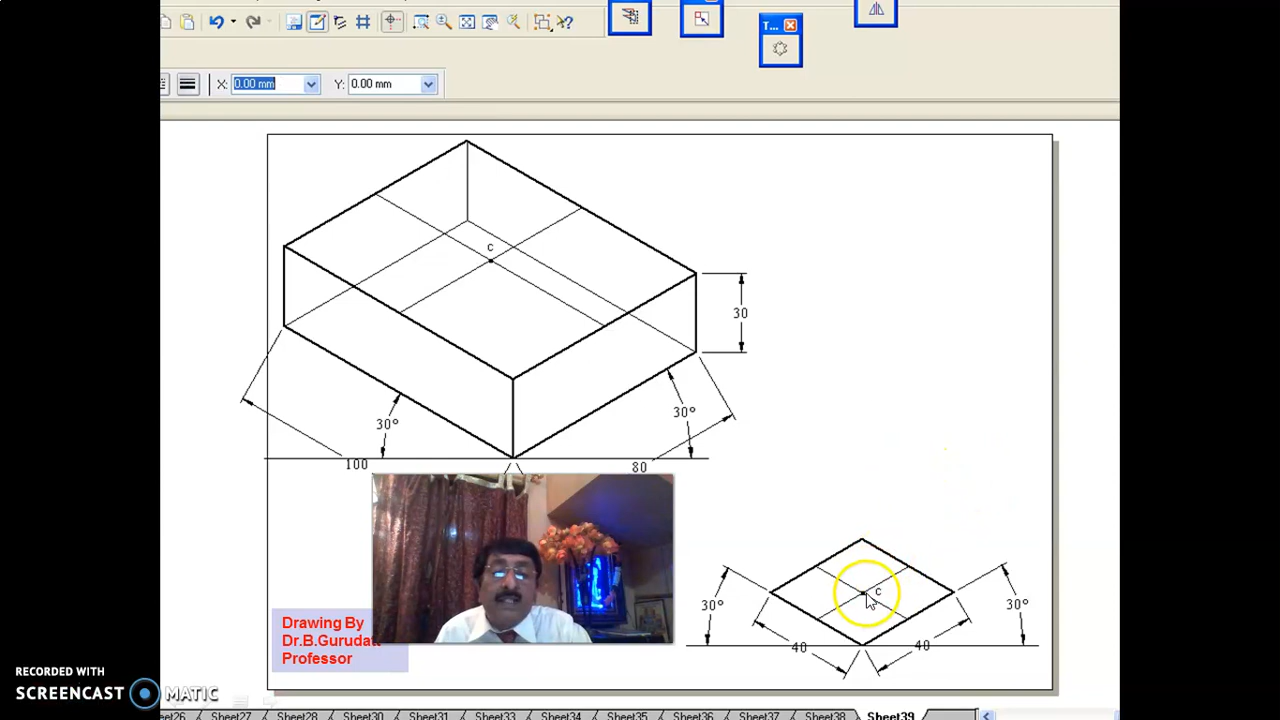 T...
X: 0.00 mm
Y: 0.00 mm
c
30
30°
30°
100
80
c
30°
30°
40
40
Drawing By
Dr.B.Gurudat
Professor
RECORDED WITH
SCREENCAST MATIC
Sheet27 Sheet28 Sheet30 Sheet31 Sheet33 Sheet34 Sheet35 Sheet36 Sheet37 Sheet38 Sheet39